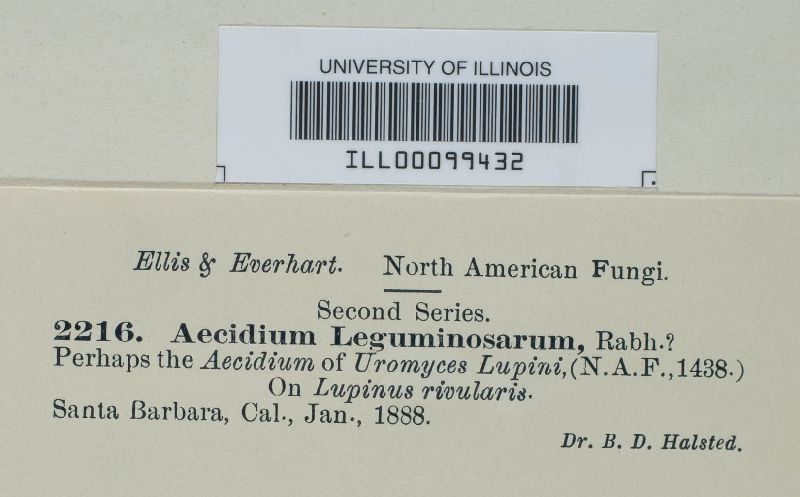 UNIVERSITY OF ILLINOIS
ILL00099432
Ellis & Everhart. North American Fungi.
Second Series.
2216. Aecidium Leguminosarum, Rabh.?
Perhaps the Aecidium of Uromyces Lupini,(N.A.F.,1438.)
On Lupinus rivularis.
Santa Barbara, Cal., Jan., 1888.
Dr. B. D. Halsted.